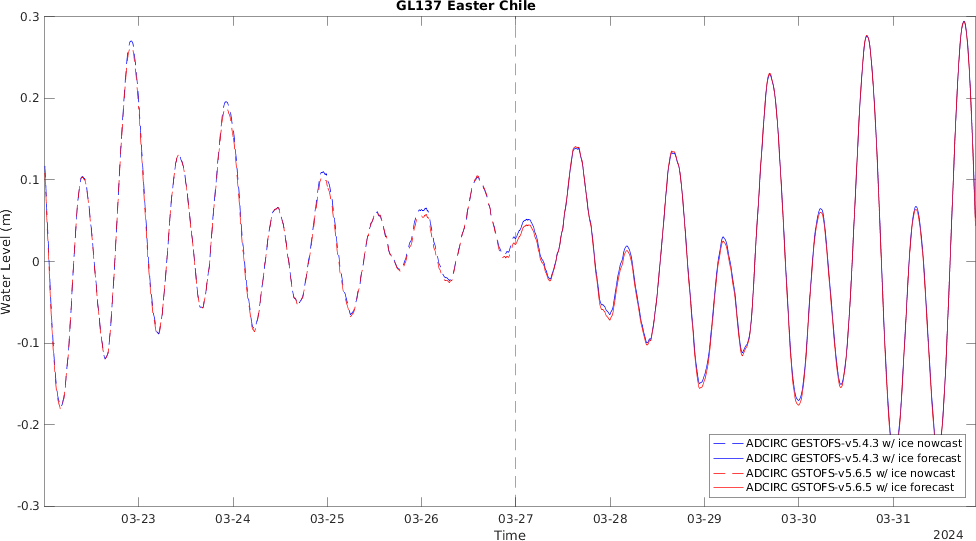 GL137 Easter Chile
0.3
0.2
0.1
0
-0.1
-0.2
-0.3
Water Level (m)
03-23 03-24 03-25 03-26 03-27 03-28 03-29 03-30 03-31
Time
2024
ADCIRC GESTOFS-v5.4.3 w/ ice nowcast
ADCIRC GESTOFS-v5.4.3 w/ ice forecast
ADCIRC GSTOFS-v5.6.5 w/ ice nowcast
ADCIRC GSTOFS-v5.6.5 w/ ice forecast